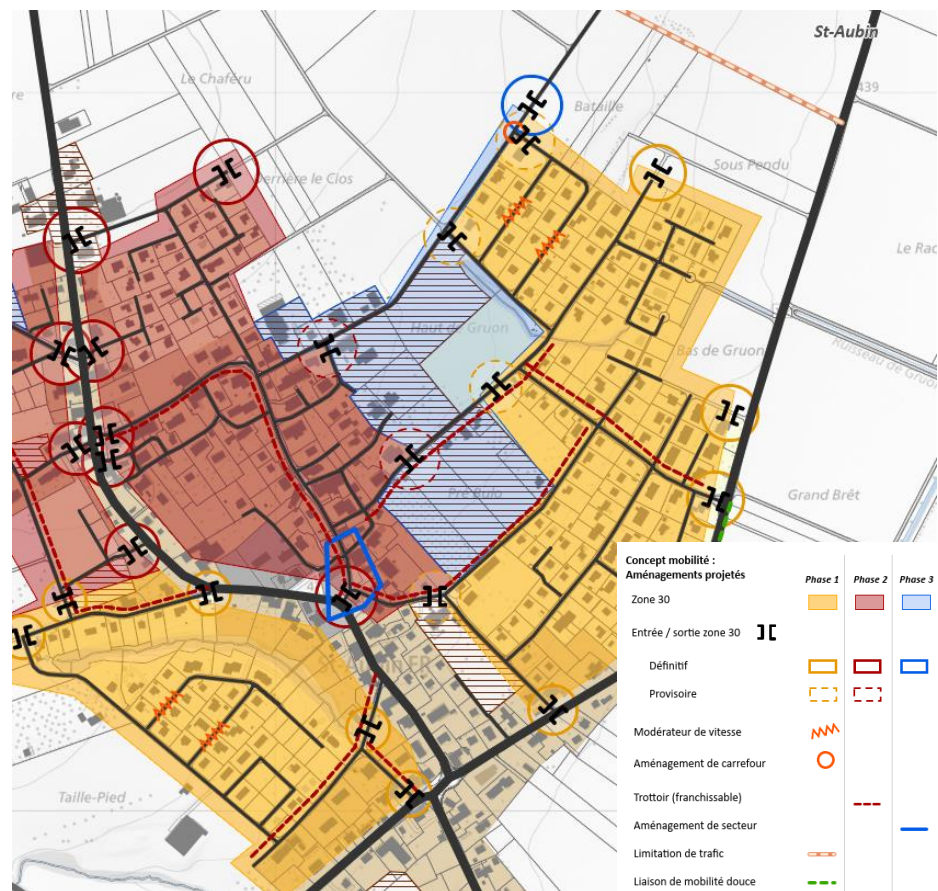 St-Aubin
Le Chaféru
439
Bataille
Sous Pendu
Derrière le Clos
Le Rac
Haut de Gruon
Bas de Gruon
Ruisseau de Gruon
Pré Bulo
Grand Brêt
Taille-Pied
Concept mobilité :
Aménagements projetés
Phase 1 Phase 2 Phase 3
Zone 30
Entrée / sortie zone 30
Définitif
Provisoire
Modérateur de vitesse
Aménagement de carrefour
Trottoir (franchissable)
Aménagement de secteur
Limitation de trafic
Liaison de mobilité douce